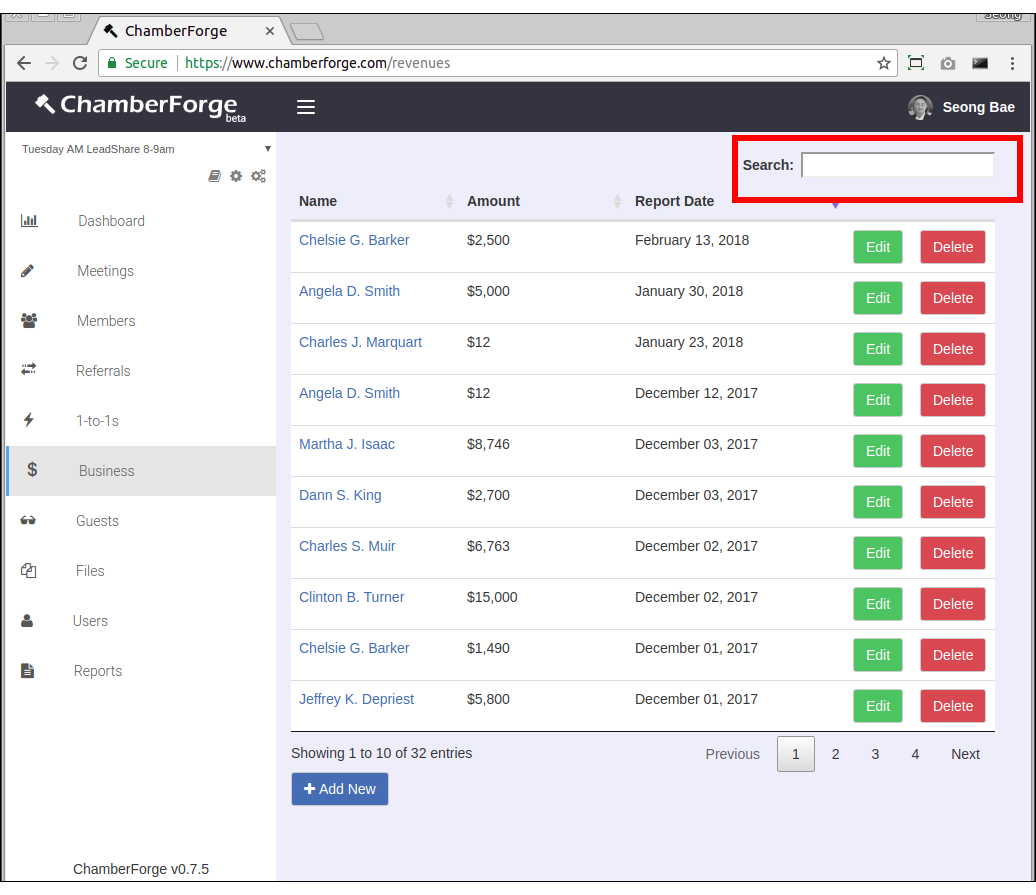 Seong
ChamberForge
Secure https://www.chamberforge.com/revenues
ChamberForge beta
Seong Bae
Tuesday AM LeadShare 8-9am
Search:
Name Amount Report Date
Dashboard
Meetings
Members
Referrals
1-to-1s
$ Business
Guests
Files
Users
Reports
Chelsie G. Barker $2,500 February 13, 2018 Edit Delete
Angela D. Smith $5,000 January 30, 2018 Edit Delete
Charles J. Marquart $12 January 23, 2018 Edit Delete
Angela D. Smith $12 December 12, 2017 Edit Delete
Martha J. Isaac $8,746 December 03, 2017 Edit Delete
Dann S. King $2,700 December 03, 2017 Edit Delete
Charles S. Muir $6,763 December 02, 2017 Edit Delete
Clinton B. Turner $15,000 December 02, 2017 Edit Delete
Chelsie G. Barker $1,490 December 01, 2017 Edit Delete
Jeffrey K. Depriest $5,800 December 01, 2017 Edit Delete
Showing 1 to 10 of 32 entries
Previous 1 2 3 4 Next
+ Add New
ChamberForge v0.7.5